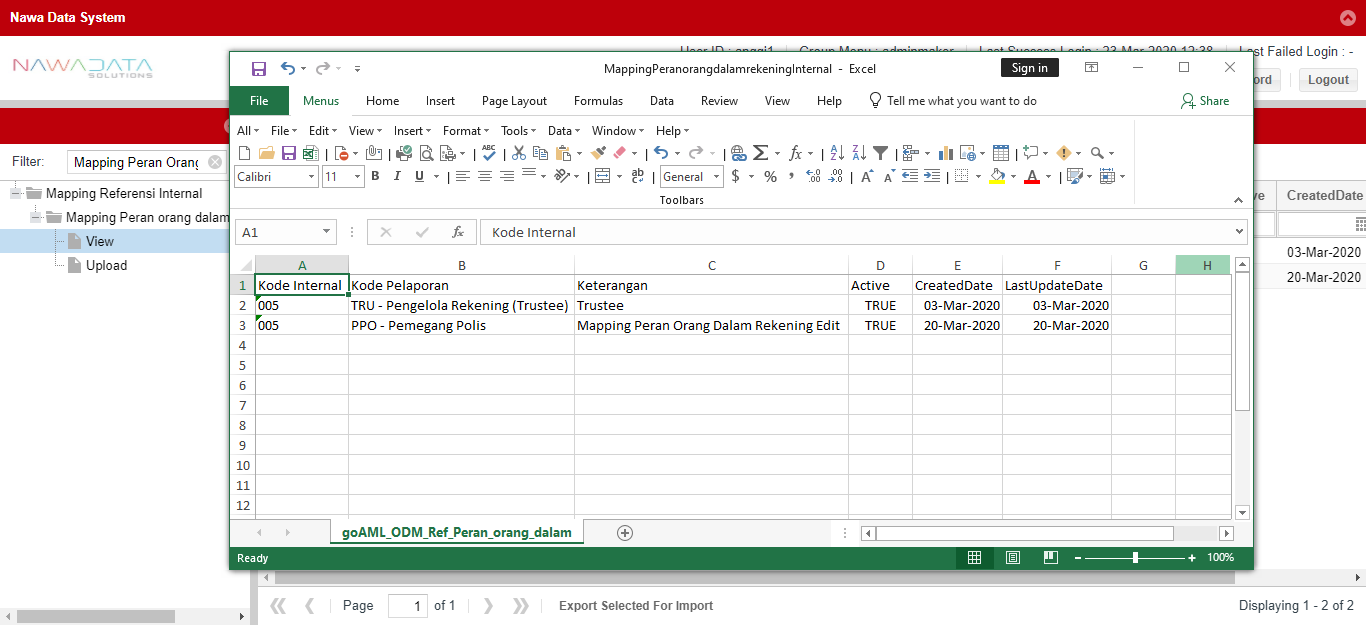 Nawa Data System
NAWADATA
SOLUTIONS
User ID : anggi1 Group Menu : adminmaker Last Success Login : 23-Mar-2020 12:38 Last Failed Login : -
ord Logout
MappingPeranorangdalamrekeningInternal - Excel
Sign in
File Menus Home Insert Page Layout Formulas Data Review View Help Tell me what you want to do Share
All File Edit View Insert Format Tools Data Window Help
Calibri 11 B I U General $ % ,
Toolbars
A1 fx Kode Internal
A B C D E F G H
1 Kode Internal Kode Pelaporan Keterangan Active CreatedDate LastUpdateDate
2 005 TRU - Pengelola Rekening (Trustee) Trustee TRUE 03-Mar-2020 03-Mar-2020
3 005 PPO - Pemegang Polis Mapping Peran Orang Dalam Rekening Edit TRUE 20-Mar-2020 20-Mar-2020
4
5
6
7
8
9
10
11
12
goAML_ODM_Ref_Peran_orang_dalam
Ready 100%
Filter: Mapping Peran Orang
Mapping Referensi Internal
Mapping Peran orang dalam
View
Upload
ve CreatedDate
03-Mar-2020
20-Mar-2020
Page 1 of 1 Export Selected For Import Displaying 1 - 2 of 2